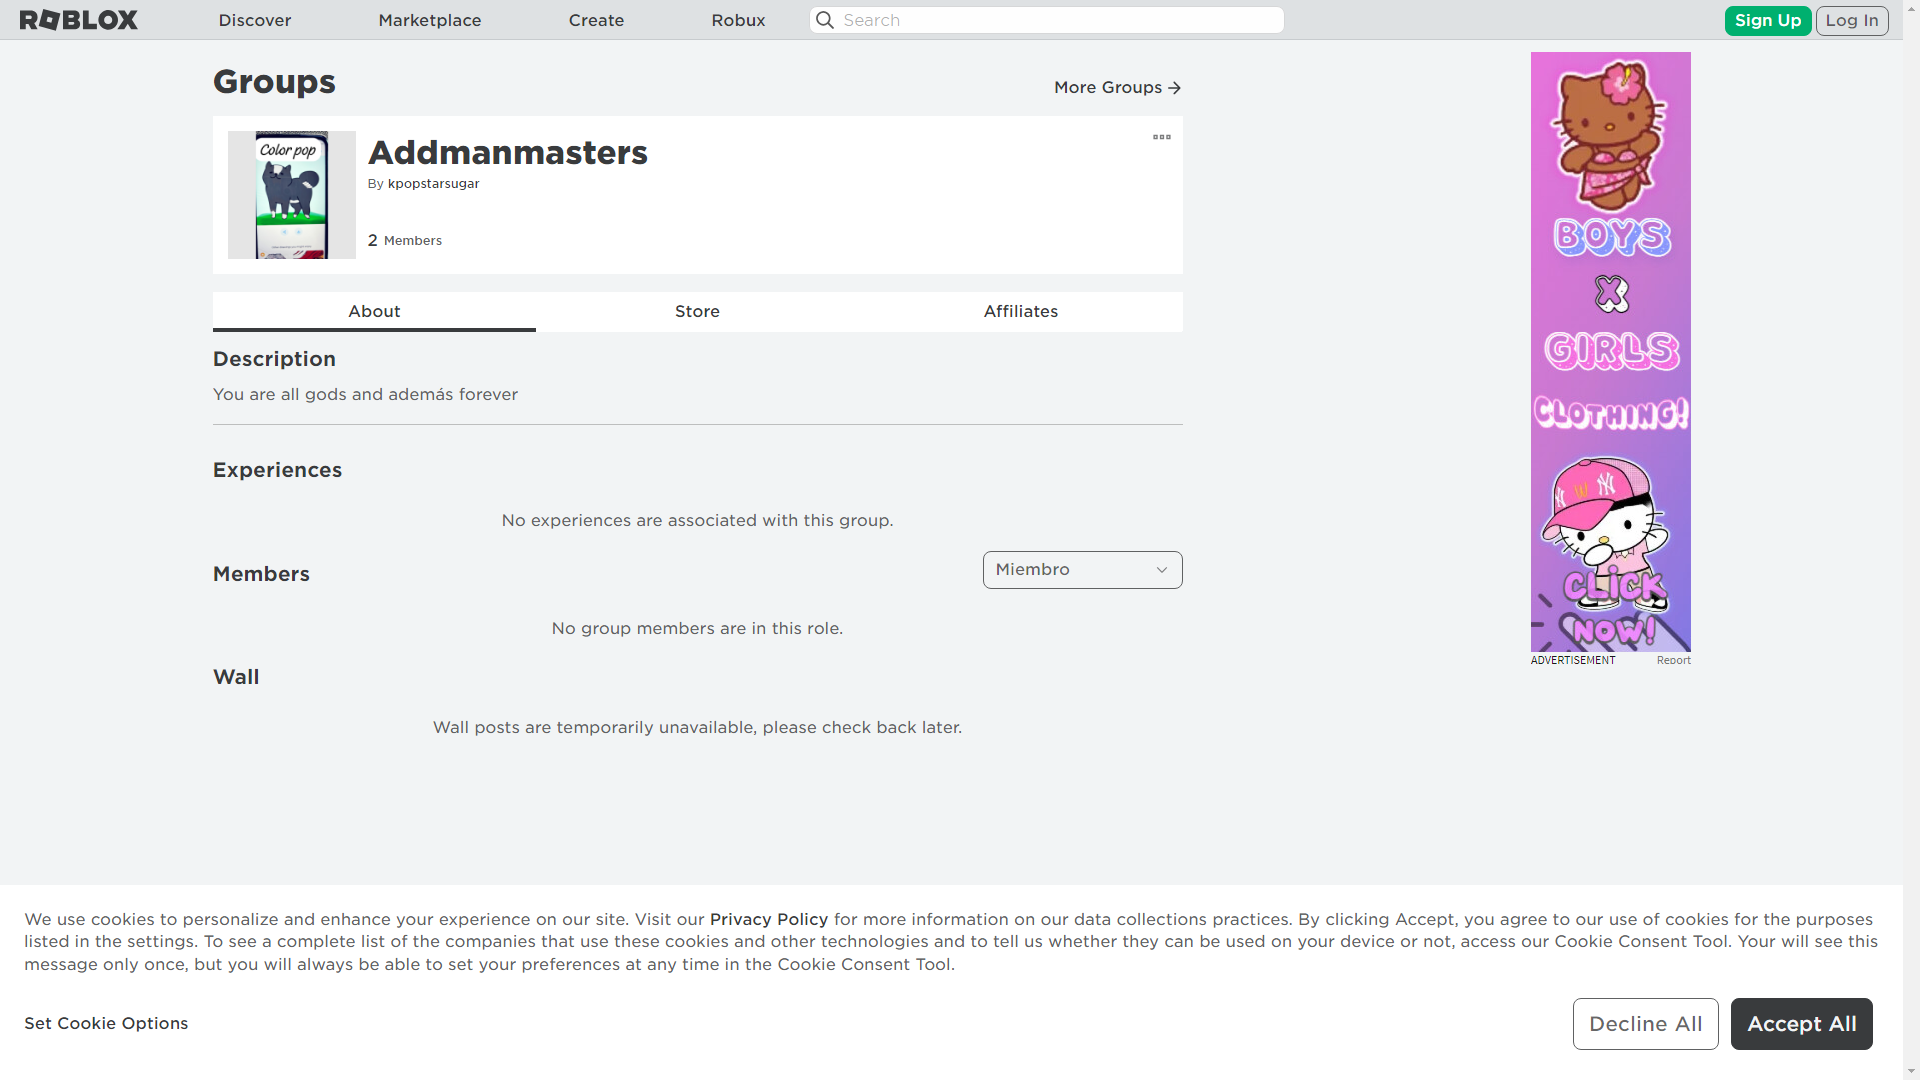 ROBLOX
Discover
Marketplace
Create
Robux
Search
Sign Up
Log In
Groups
More Groups
Color pop
Addmanmasters
By kpopstarsugar
2 Members
About
Store
Affiliates
Description
You are all gods and además forever
Experiences
No experiences are associated with this group.
Members
Miembro
No group members are in this role.
Wall
Wall posts are temporarily unavailable, please check back later.
BOYS
X
GIRLS
CLOTHING!
CLICK
NOW!
ADVERTISEMENT
Report
We use cookies to personalize and enhance your experience on our site. Visit our Privacy Policy for more information on our data collections practices. By clicking Accept, you agree to our use of cookies for the purposes
listed in the settings. To see a complete list of the companies that use these cookies and other technologies and to tell us whether they can be used on your device or not, access our Cookie Consent Tool. Your will see this
message only once, but you will always be able to set your preferences at any time in the Cookie Consent Tool.
Set Cookie Options
Decline All
Accept All